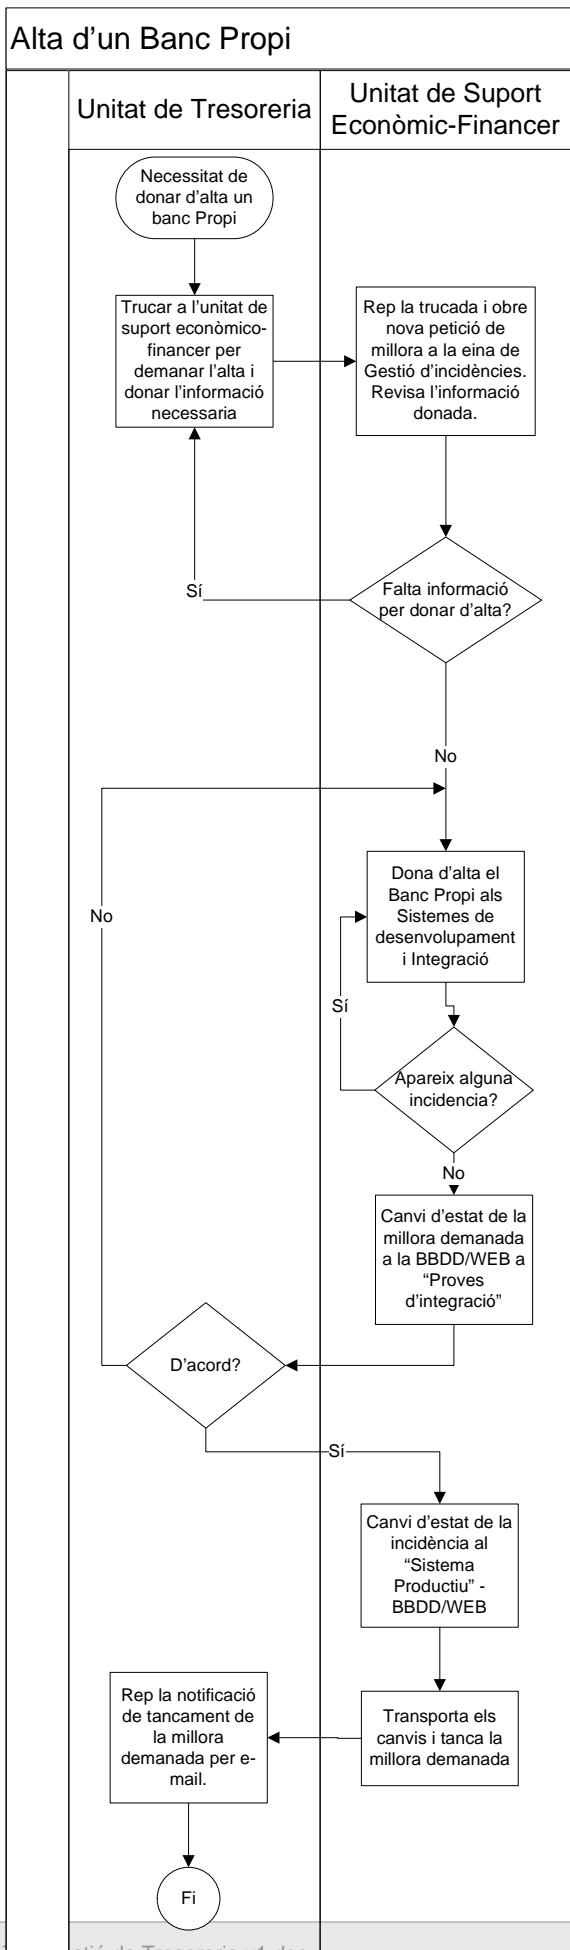 Alta d’un Banc Propi
Unitat de Tresoreria
Unitat de Suport
Econòmic-Financer
Necessitat de
donar d’alta un
banc Propi
Trucar a l’unitat de
suport econòmico-
financer per
demanar l’alta i
donar l’informació
necessaria
Rep la trucada i obre
nova petició de
millora a la eina de
Gestió d’incidències.
Revisa l’informació
donada.
Falta informació
per donar d’alta?
Sí
No
Dona d’alta el
Banc Propi als
Sistemes de
desenvolupament
i Integració
No
Sí
Apareix alguna
incidencia?
No
Canvi d’estat de la
millora demanada
a la BBDD/WEB a
“Proves
d’integració”
D’acord?
Sí
Canvi d’estat de la
incidència al
“Sistema
Productiu” -
BBDD/WEB
Rep la notificació
de tancament de
la millora
demanada per e-
mail.
Transporta els
canvis i tanca la
millora demanada
Fi